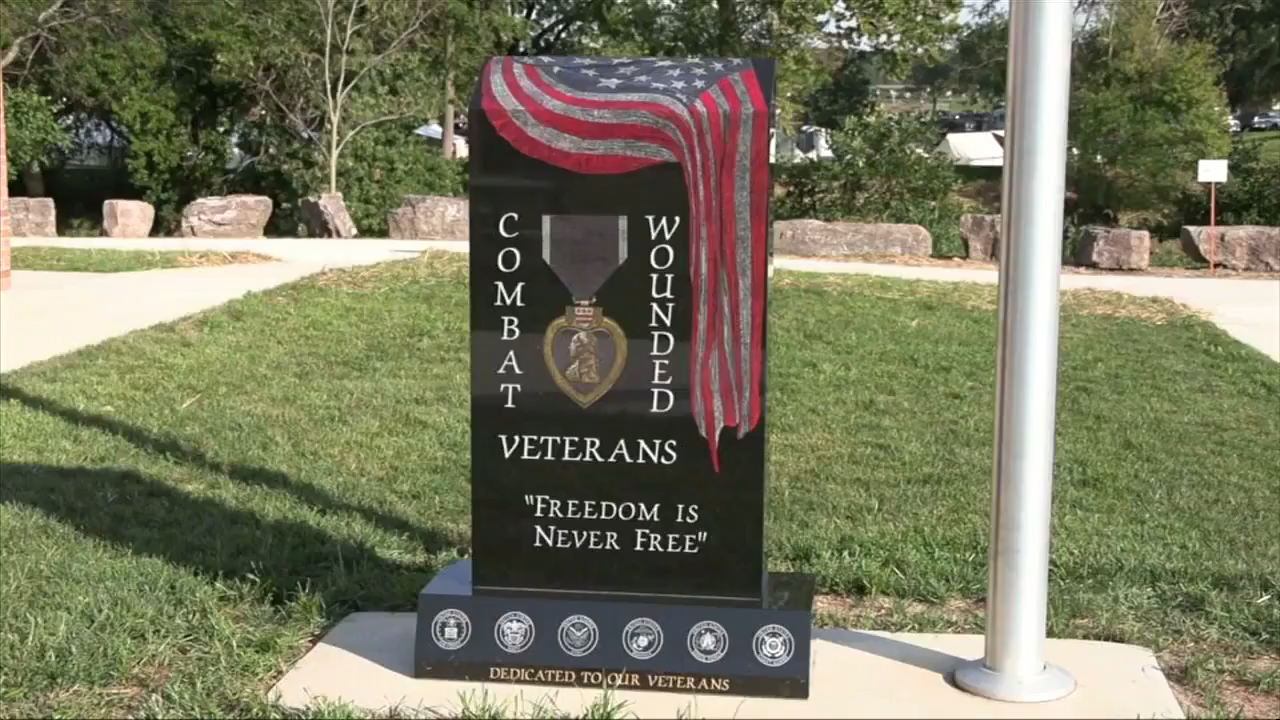 COMBAT
WOUNDED
VETERANS
"FREEDOM IS
NEVER FREE"
DEDICATED TO OUR VETERANS